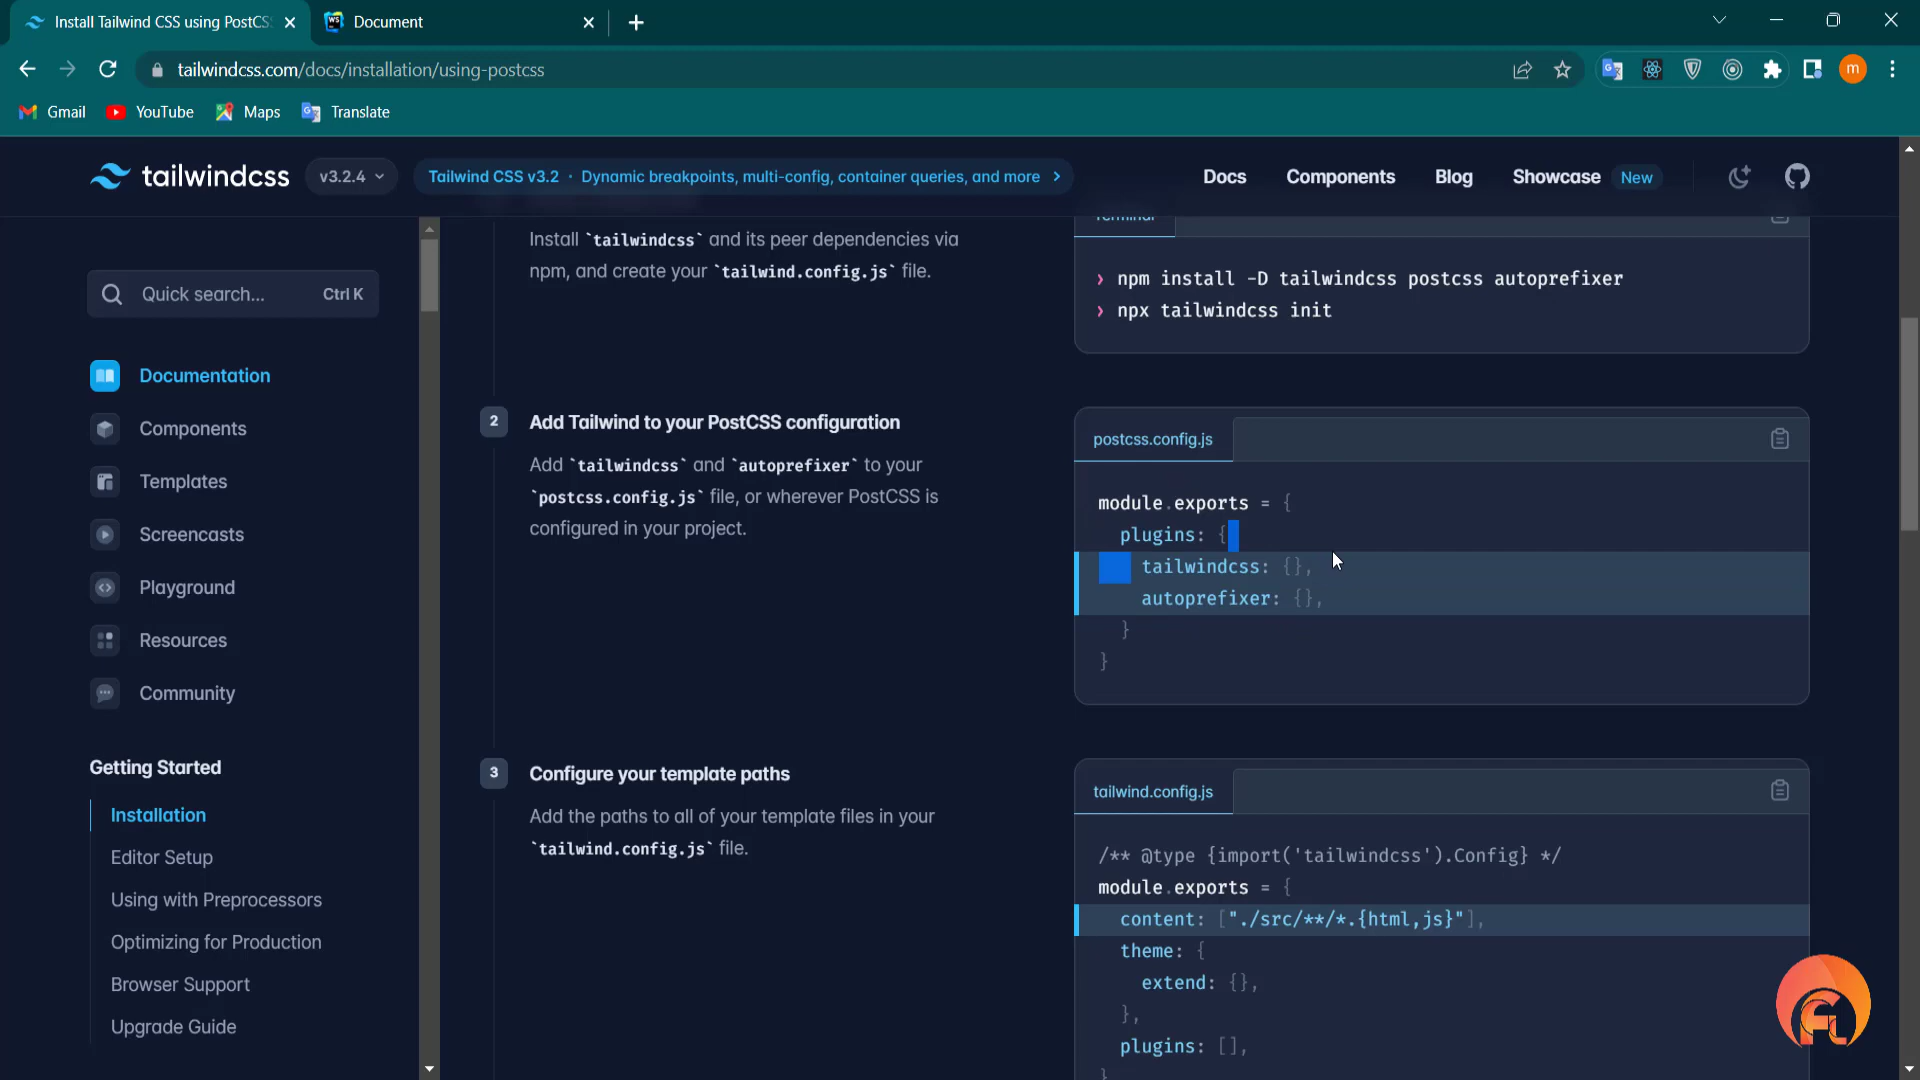 Install Tailwind CSS using PostCSS
Document
tailwindcss.com/docs/installation/using-postcss
m
Gmail
YouTube
Maps
Translate
tailwindcss
v3.2.4
Tailwind CSS v3.2 · Dynamic breakpoints, multi-config, container queries, and more
Docs
Components
Blog
Showcase
New
Quick search...
Ctrl K
Documentation
Components
Templates
Screencasts
Playground
Resources
Community
Getting Started
Installation
Editor Setup
Using with Preprocessors
Optimizing for Production
Browser Support
Upgrade Guide
Install `tailwindcss` and its peer dependencies via
npm, and create your `tailwind.config.js` file.
Terminal
› npm install -D tailwindcss postcss autoprefixer
› npx tailwindcss init
2
Add Tailwind to your PostCSS configuration
Add `tailwindcss` and `autoprefixer` to your
`postcss.config.js` file, or wherever PostCSS is
configured in your project.
postcss.config.js
module.exports = {
plugins: {
tailwindcss: {},
autoprefixer: {},
}
}
3
Configure your template paths
Add the paths to all of your template files in your
`tailwind.config.js` file.
tailwind.config.js
/** @type {import('tailwindcss').Config} */
module.exports = {
content: ["./src/**/*.{html,js}"],
theme: {
extend: {},
},
plugins: [],
}